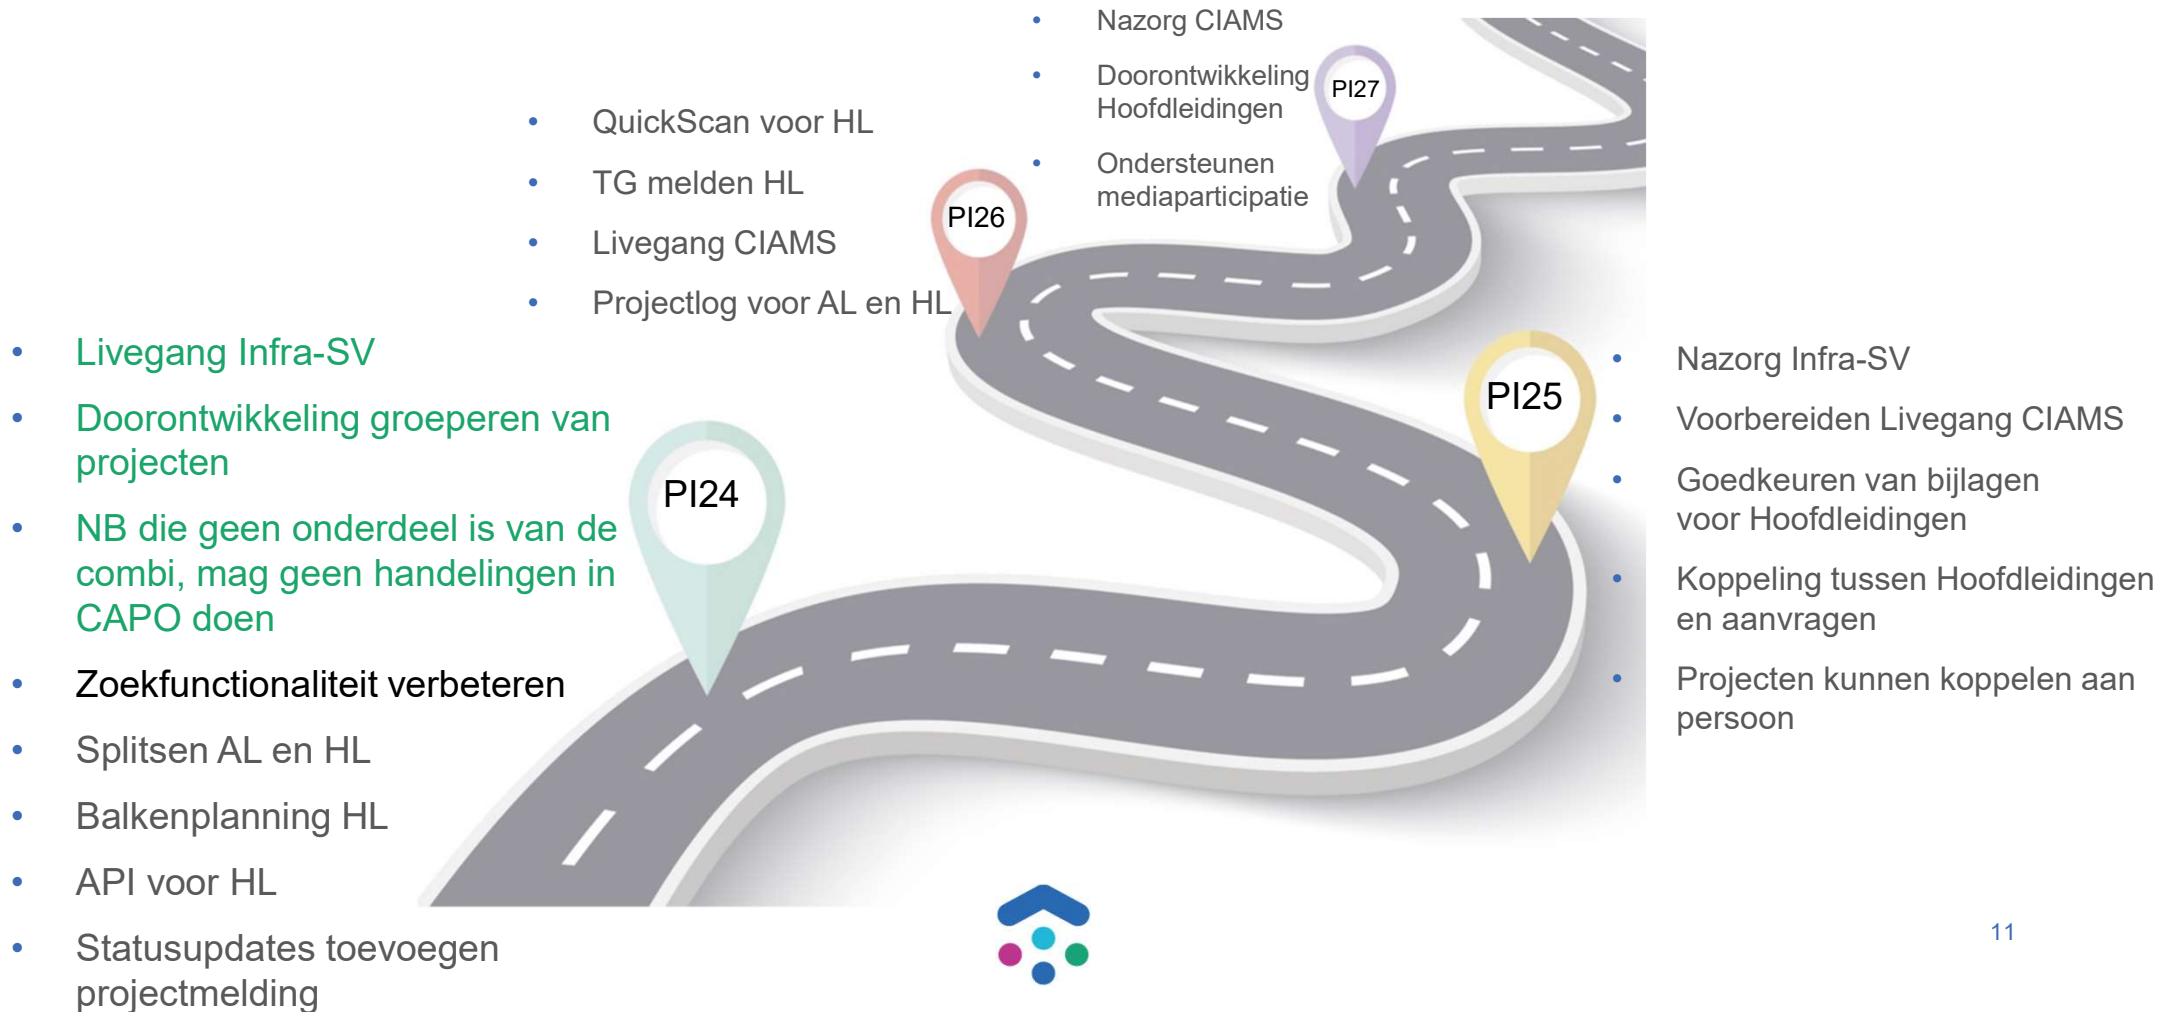 Livegang Infra-SV
Doorontwikkeling groeperen van
projecten
NB die geen onderdeel is van de
combi, mag geen handelingen in
CAPO doen
Zoekfunctionaliteit verbeteren
Splitsen AL en HL
Balkenplanning HL
API voor HL
Statusupdates toevoegen
projectmelding
PI24
QuickScan voor HL
TG melden HL
Livegang CIAMS
Projectlog voor AL en HL
PI26
Nazorg CIAMS
Doorontwikkeling
Hoofdleidingen
Ondersteunen
mediaparticipatie
PI27
PI25
Nazorg Infra-SV
Voorbereiden Livegang CIAMS
Goedkeuren van bijlagen
voor Hoofdleidingen
Koppeling tussen Hoofdleidingen
en aanvragen
Projecten kunnen koppelen aan
persoon
11